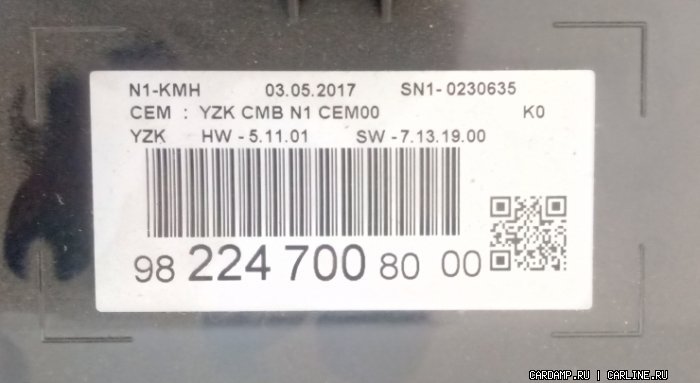 N1-KMH 03.05.2017 SN1- 0230635
CEM : YZK CMB N1 CEM00 K0
YZK HW - 5.11.01 SW -7.13.19.00
98 224 700 80 00
CARDAMP.RU | CARLINE.RU